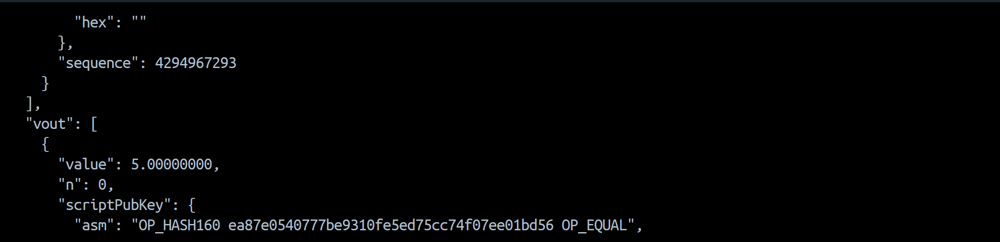 "hex": ""
},
"sequence": 4294967293
}
],
"vout": [
{
"value": 5.00000000,
"n": 0,
"scriptPubKey": {
"asm": "OP_HASH160 ea87e0540777be9310fe5ed75cc74f07ee01bd56 OP_EQUAL",